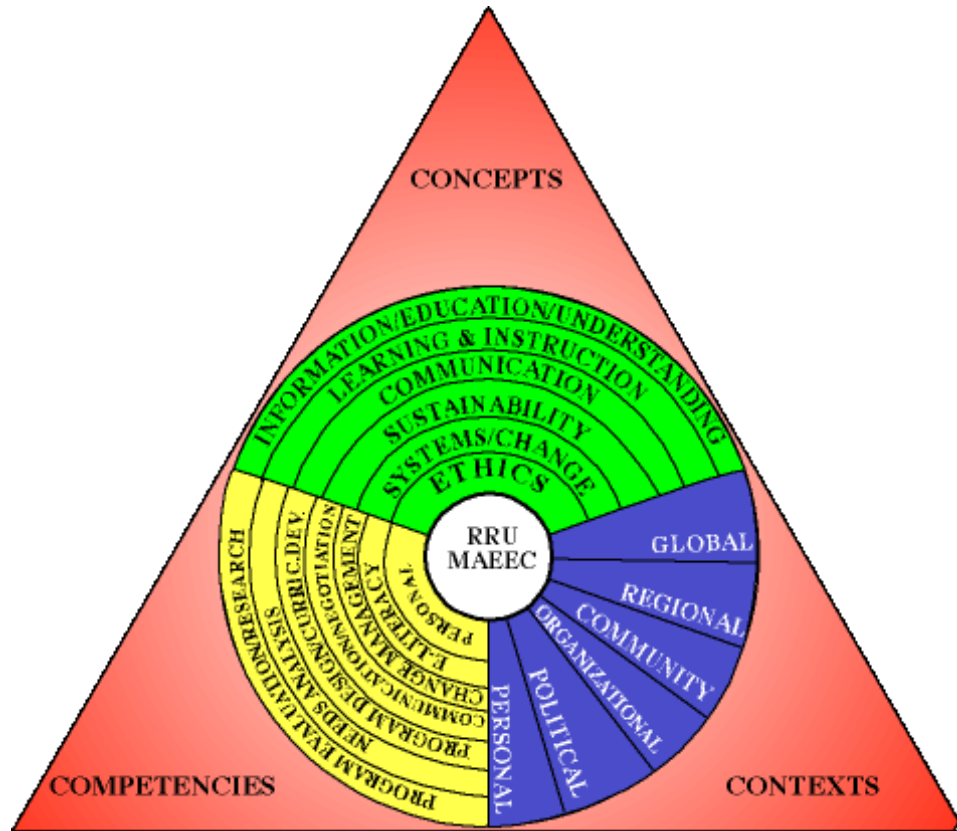 CONCEPTS
INFORMATION/EDUCATION/UNDERSTANDING
LEARNING & INSTRUCTION
COMMUNICATION
SUSTAINABILITY
SYSTEMS/CHANGE
ETHICS
RRU
MAEEC
GLOBAL
REGIONAL
COMMUNITY
ORGANIZATIONAL
POLITICAL
PERSONAL
PERSONAL
E-LITERACY
CHANGE MANAGEMENT
COMMUNICATION/NEGOTIATION
PROGRAM DESIGN/CURRIC.DEV.
NEEDS ANALYSIS
PROGRAM EVALUATION/RESEARCH
COMPETENCIES
CONTEXTS